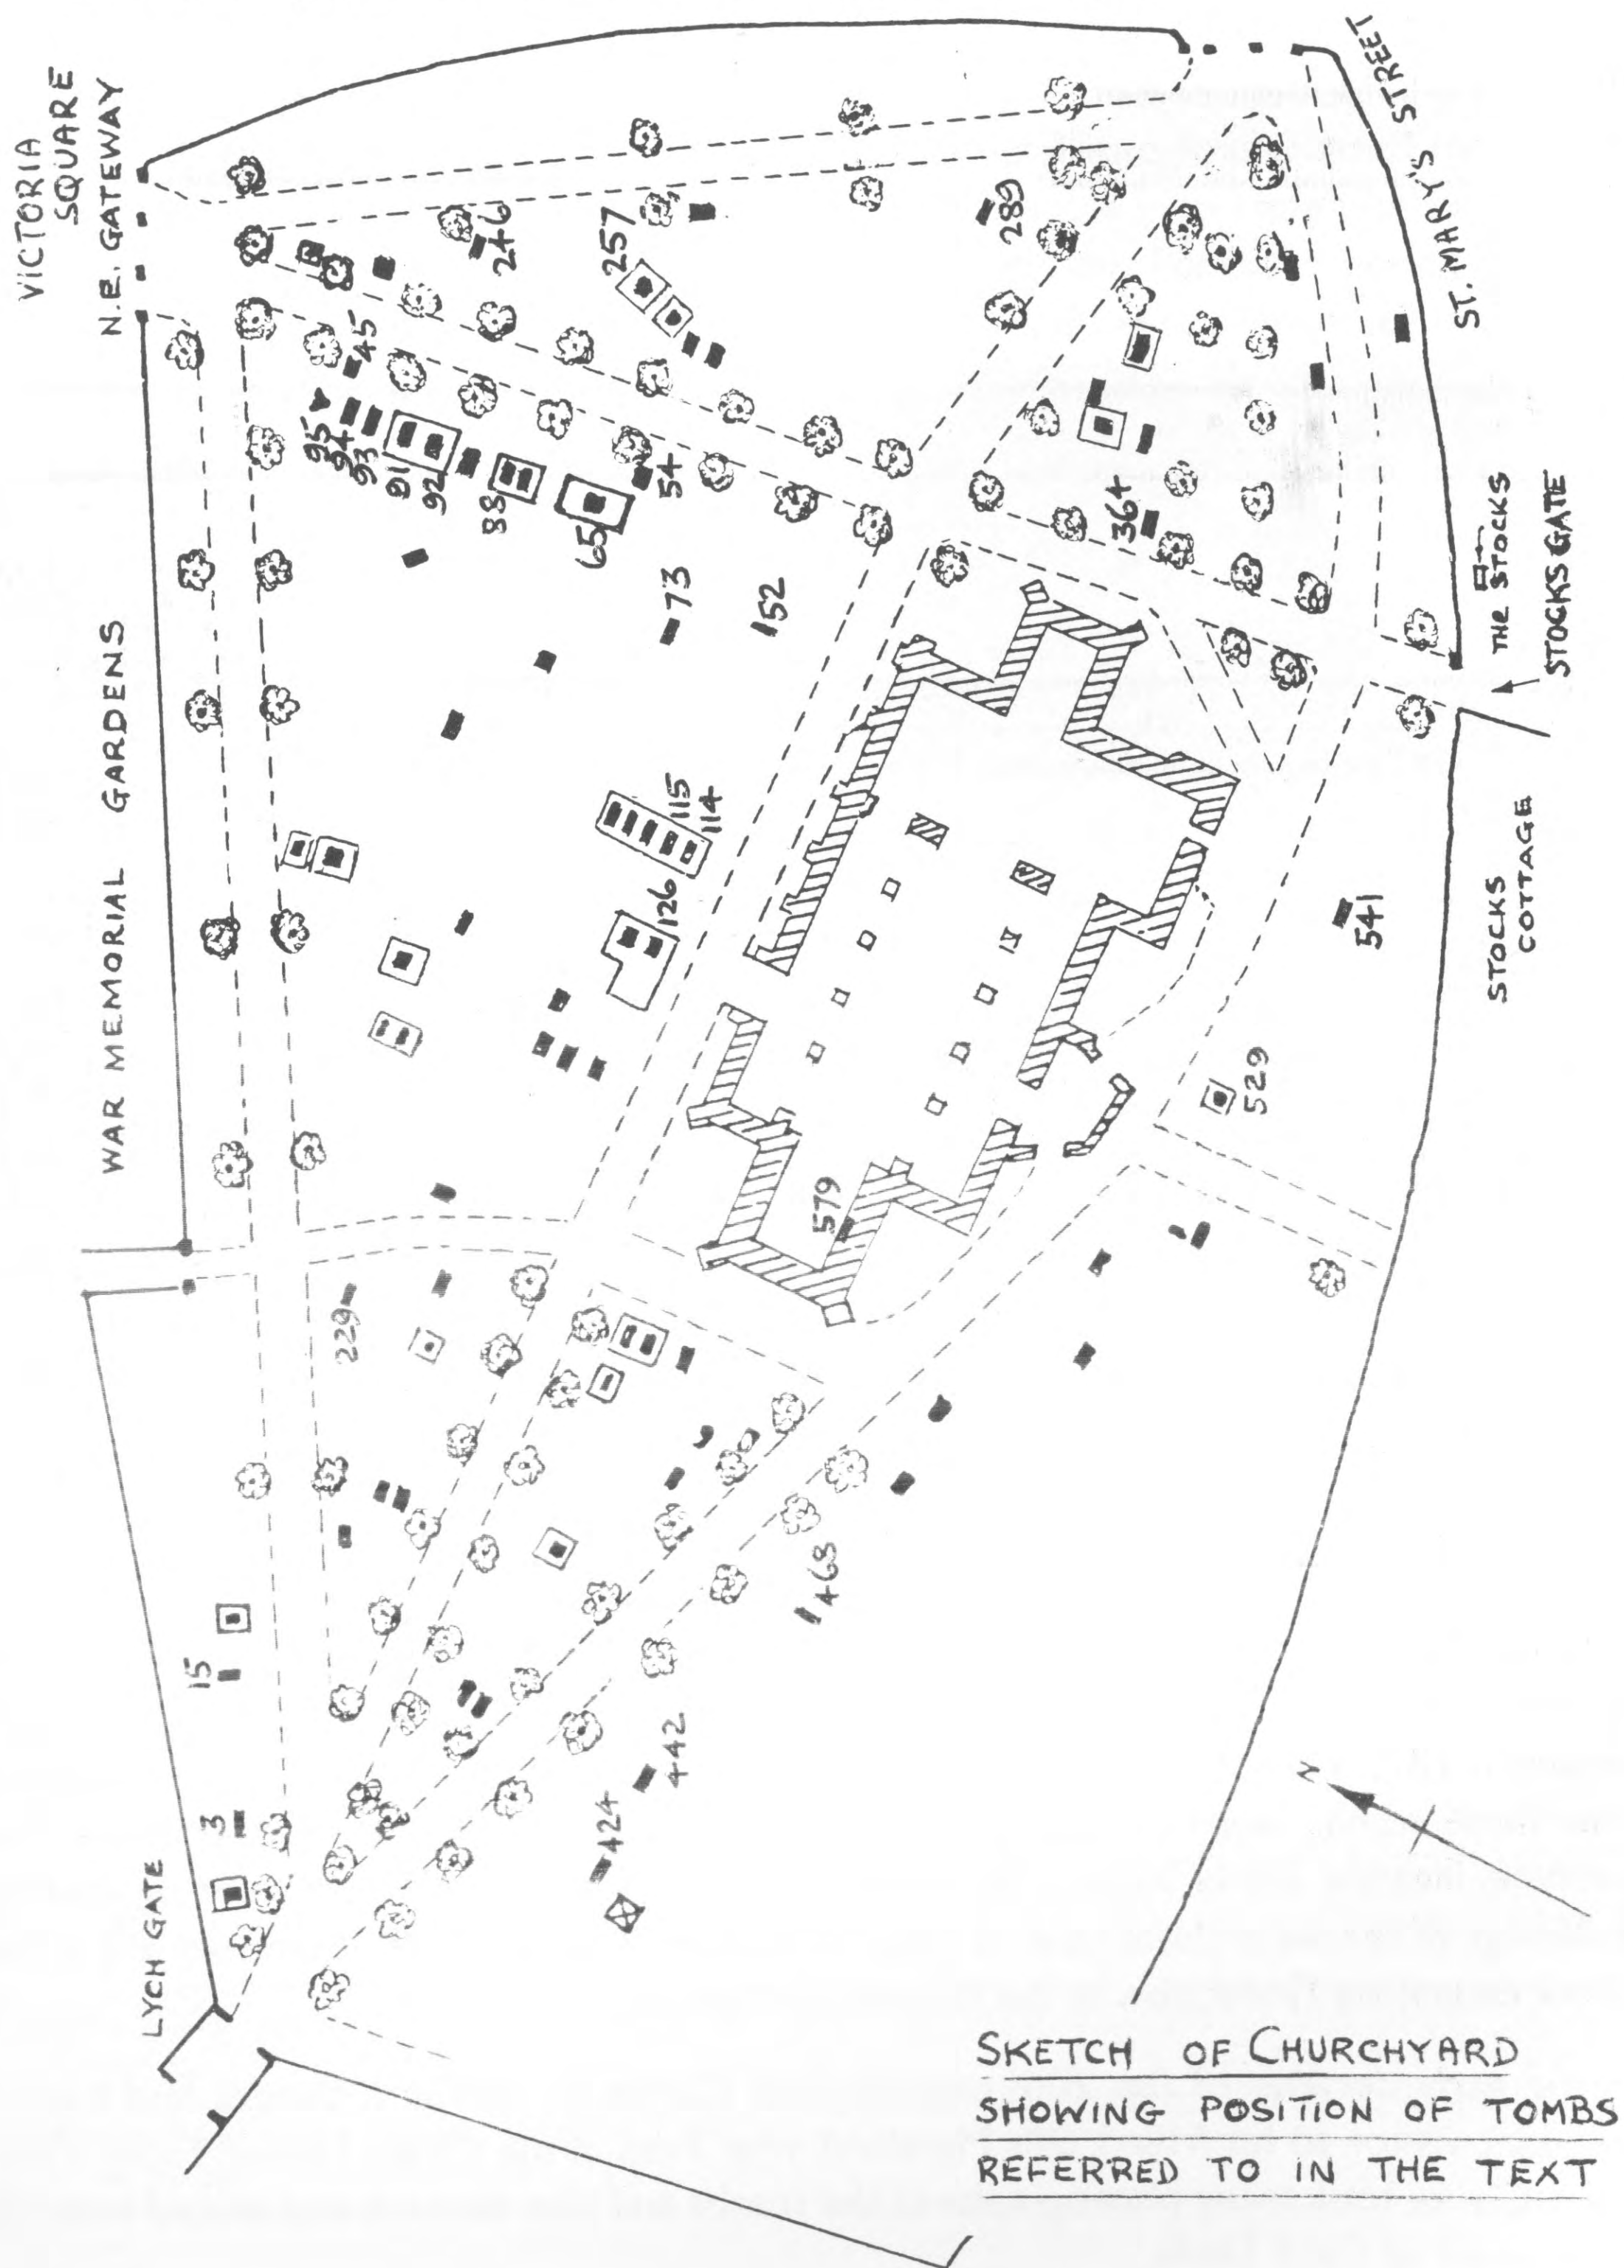 VICTORIA
SQUARE
N.E. GATEWAY
ST. MARY'S STREET
WAR MEMORIAL GARDENS
THE STOCKS
STOCKS GATE
STOCKS
COTTAGE
LYCH GATE
246
257
289
45
95
94
93
91
92
88
65
54
73
52
364
115
114
126
541
529
579
229
468
15
442
3
424
N
SKETCH OF CHURCHYARD
SHOWING POSITION OF TOMBS
REFERRED TO IN THE TEXT